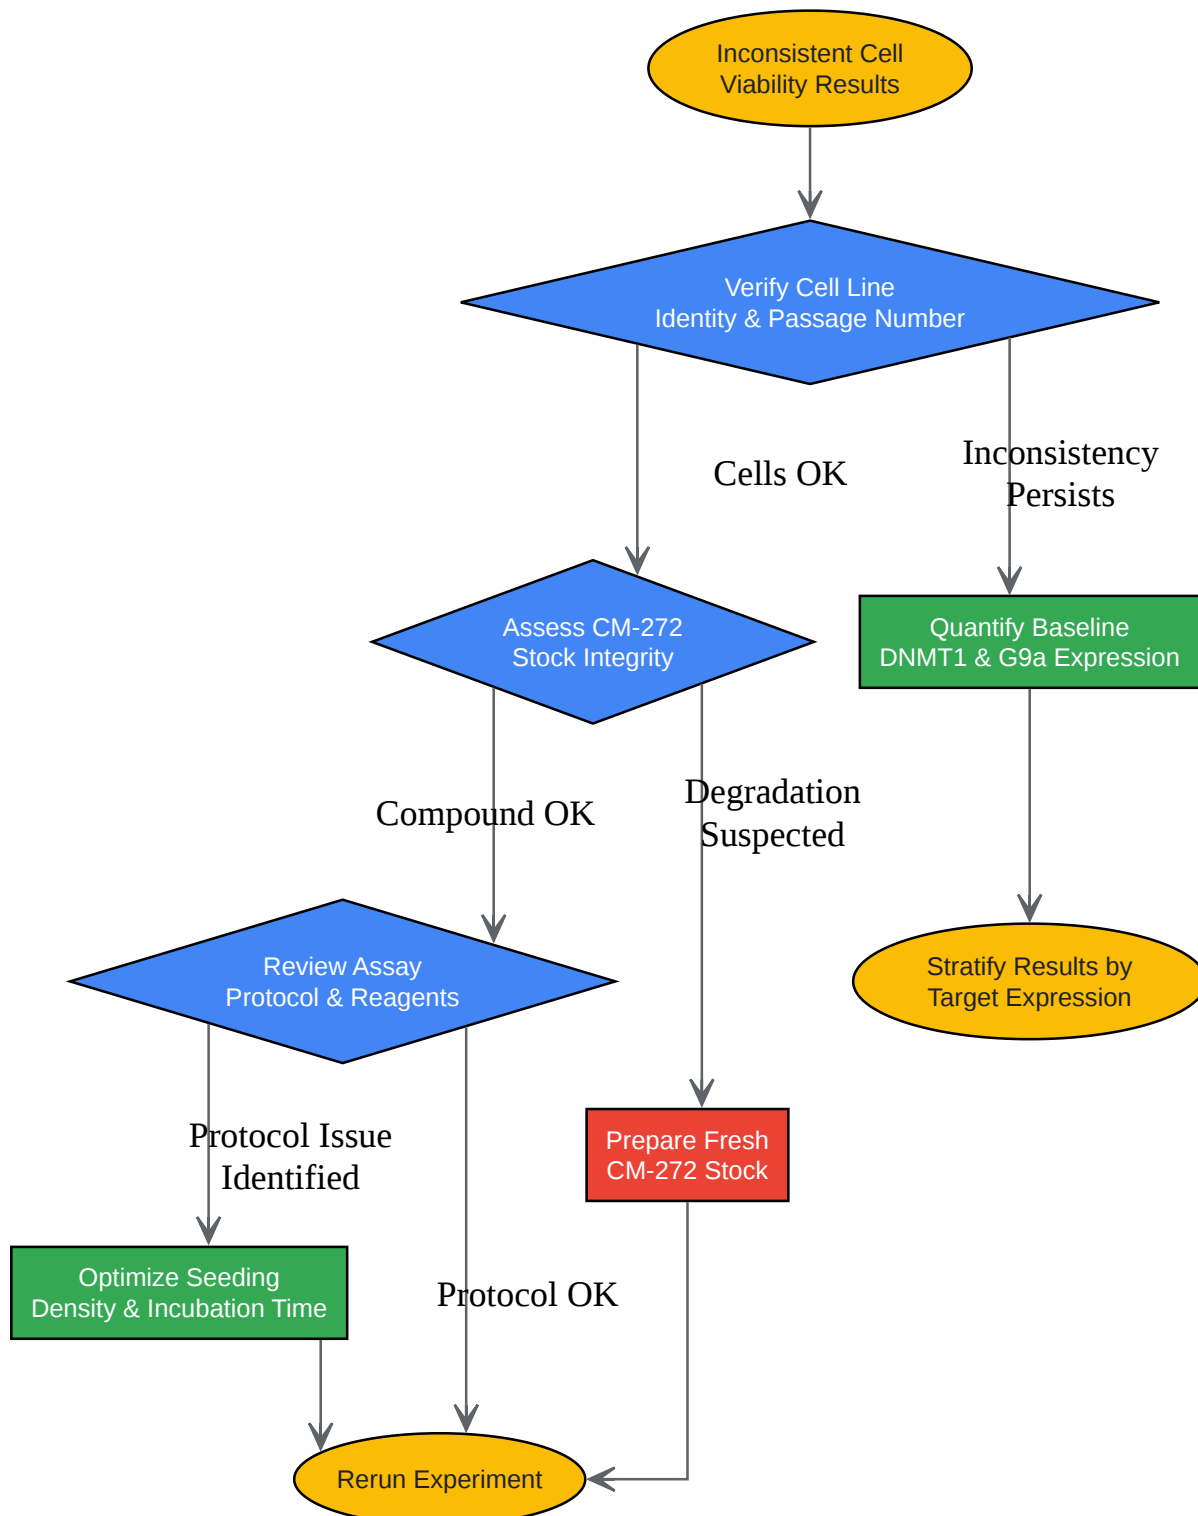 Inconsistent Cell
Viability Results
Verify Cell Line
Identity & Passage Number
Cells OK
Inconsistency
Persists
Assess CM-272
Stock Integrity
Quantify Baseline
DNMT1 & G9a Expression
Compound OK
Degradation
Suspected
Review Assay
Protocol & Reagents
Stratify Results by
Target Expression
Protocol Issue
Identified
Prepare Fresh
CM-272 Stock
Optimize Seeding
Density & Incubation Time
Protocol OK
Rerun Experiment